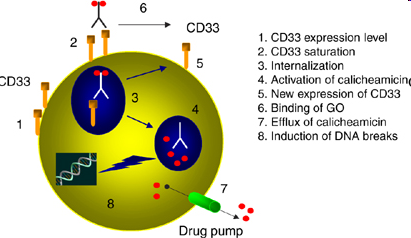 6
CD33
2
CD33
5
3
4
1
7
8
Drug pump
1. CD33 expression level
2. CD33 saturation
3. Internalization
4. Activation of calicheamicin
5. New expression of CD33
6. Binding of GO
7. Efflux of calicheamicin
8. Induction of DNA breaks